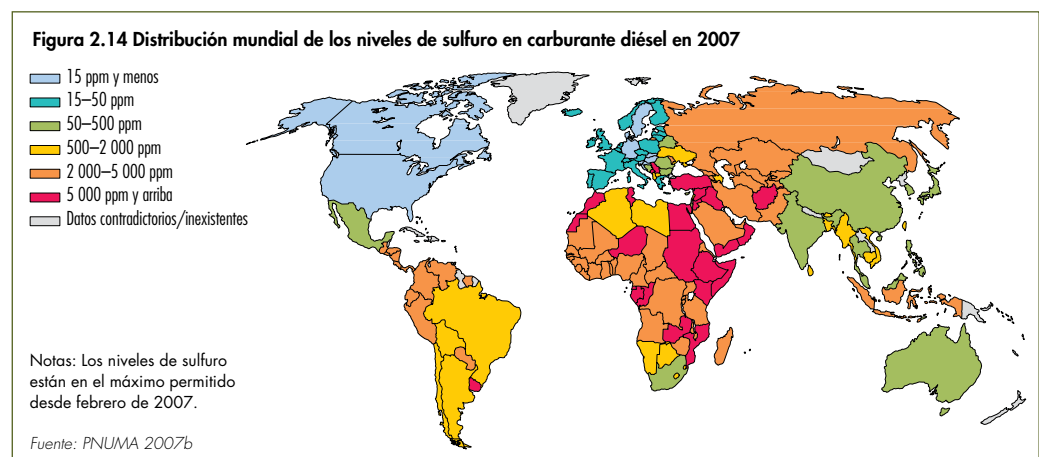 Figura 2.14 Distribución mundial de los niveles de sulfuro en carburante diésel en 2007
15 ppm y menos
15–50 ppm
50–500 ppm
500–2 000 ppm
2 000–5 000 ppm
5 000 ppm y arriba
Datos contradictorios/inexistentes
Notas: Los niveles de sulfuro
están en el máximo permitido
desde febrero de 2007.
Fuente: PNUMA 2007b